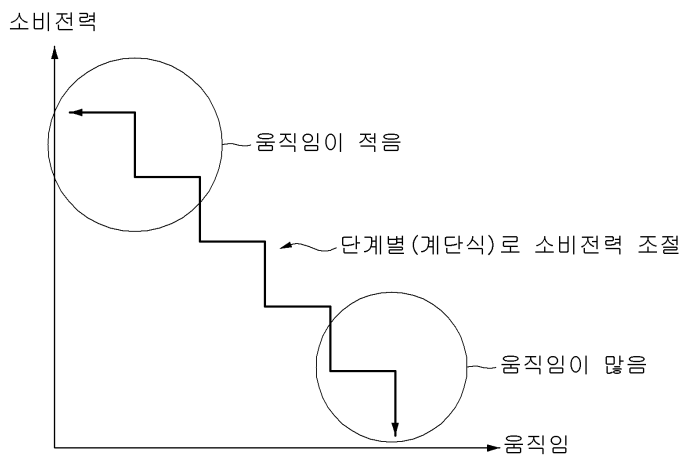 소비전력
움직임이 적음
단계별(계단식)로 소비전력 조절
움직임이 많음
움직임